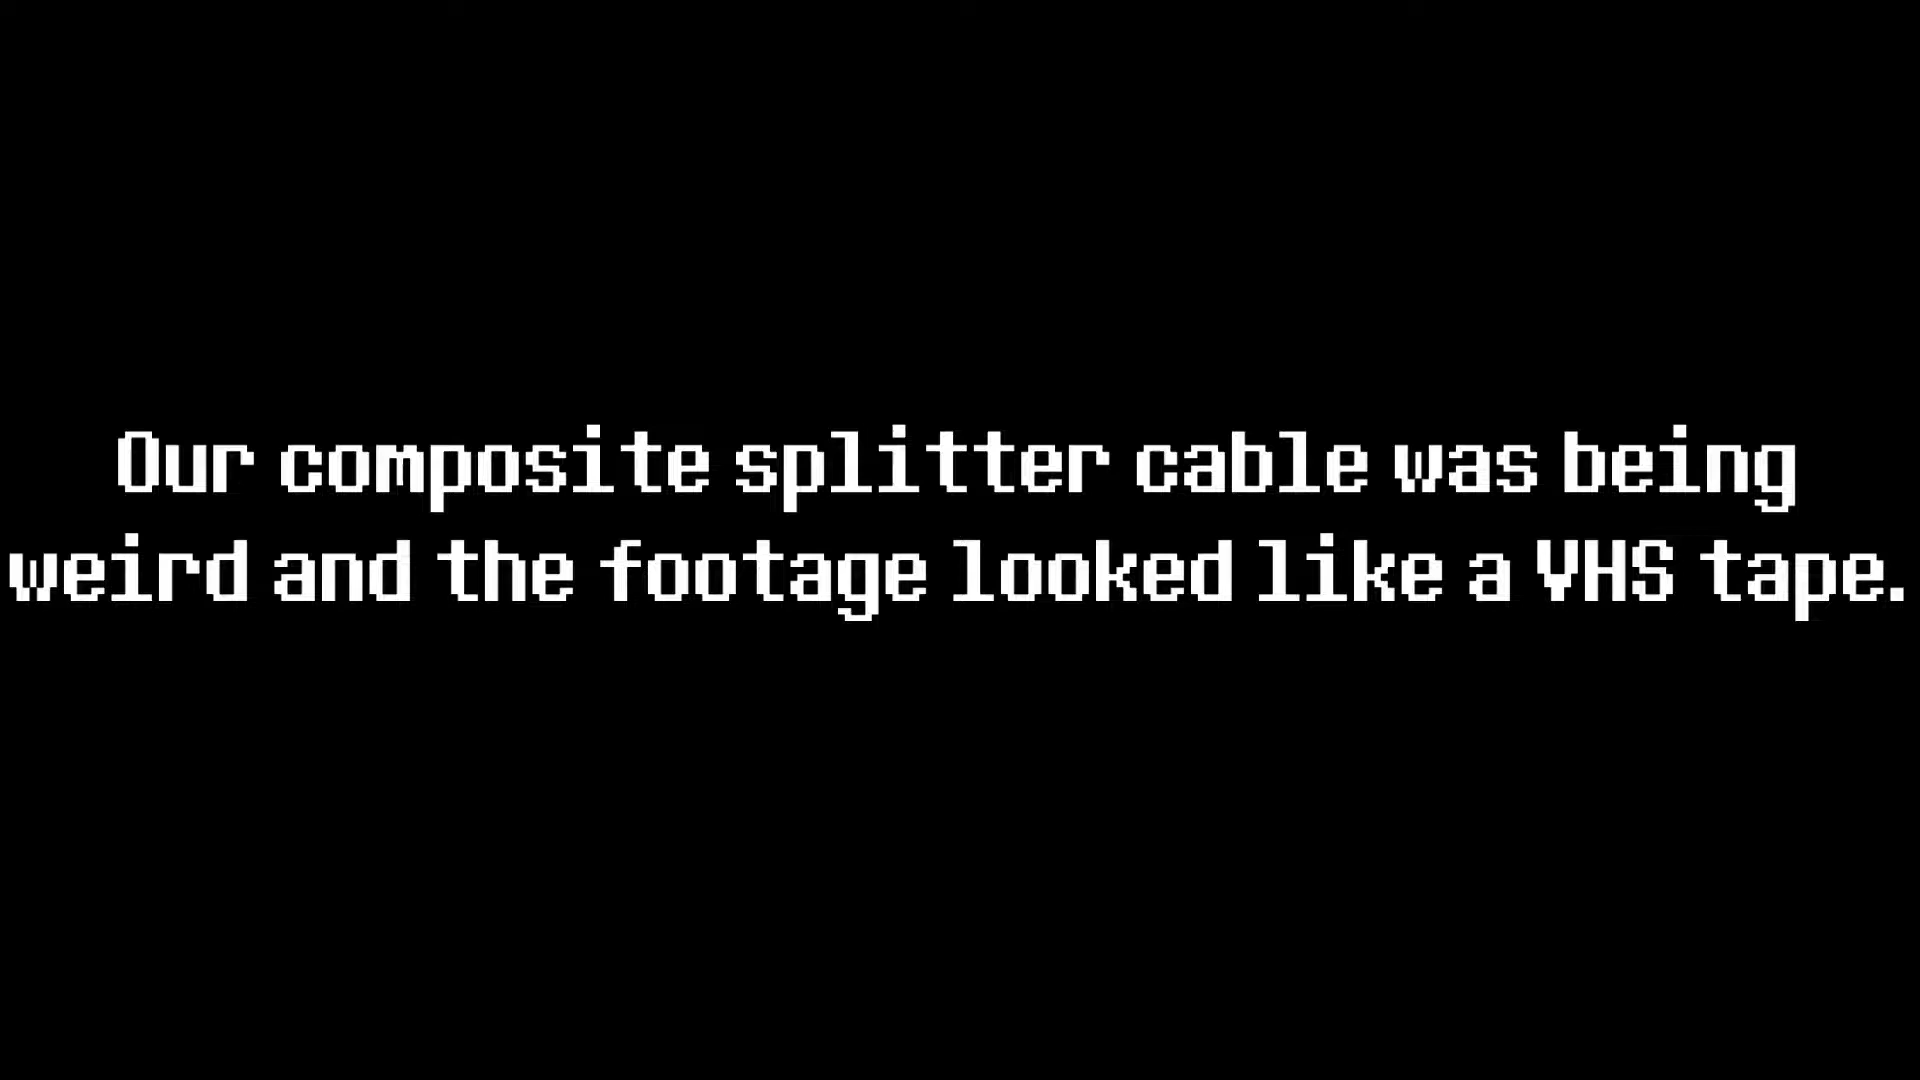 Our composite splitter cable was being
weird and the footage looked like a VHS tape.